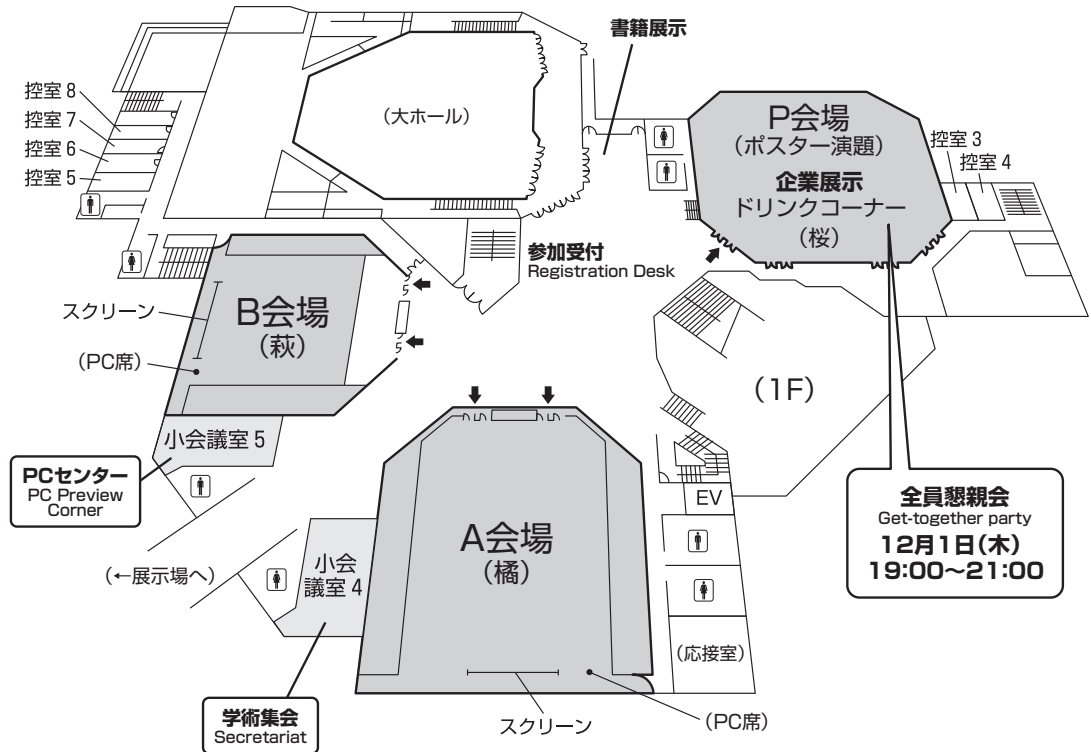 書籍展示
控室 8
控室 7
控室 6
控室 5
(大ホール)
P会場
(ポスター演題)
企業展示
ドリンクコーナー
(桜)
控室 3
控室 4
参加受付
Registration Desk
スクリーン
B会場
(萩)
(PC席)
(1F)
小会議室 5
PCセンター
PC Preview
Corner
EV
全員懇親会
Get-together party
12月1日(木)
19:00〜21:00
A会場
(橘)
小会
議室 4
(←展示場へ)
(応接室)
学術集会
Secretariat
スクリーン
(PC席)